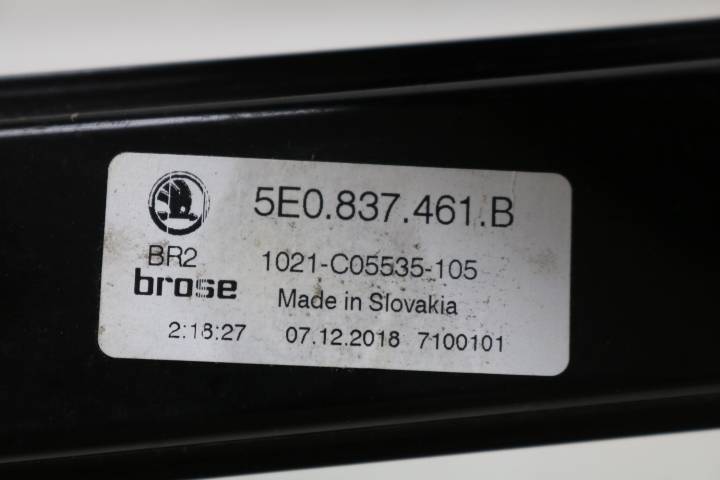 5E0.837.461.B
BR2 1021-C05535-105
brose Made in Slovakia
2:18:27 07.12.2018 7100101